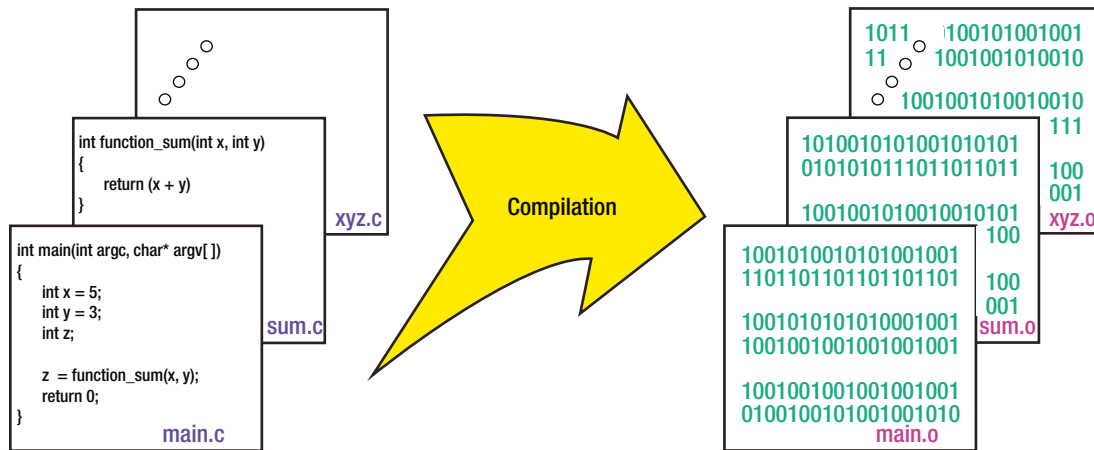 int function_sum(int x, int y)
{
return (x + y)
}
xyz.c
int main(int argc, char* argv[ ])
{
int x = 5;
int y = 3;
int z;
z = function_sum(x, y);
return 0;
}
sum.c
main.c
Compilation
1011 0100101001001
11 1001001010010
1001001010010010
111
100
001
xyz.o
1010010101001010101
0101010111011011011
1001001010010010101
100
100
001
sum.o
1001010010101001001
1101101101101101101
1001010101010001001
1001001001001001001
1001001001001001001
0100100101001001010
main.o